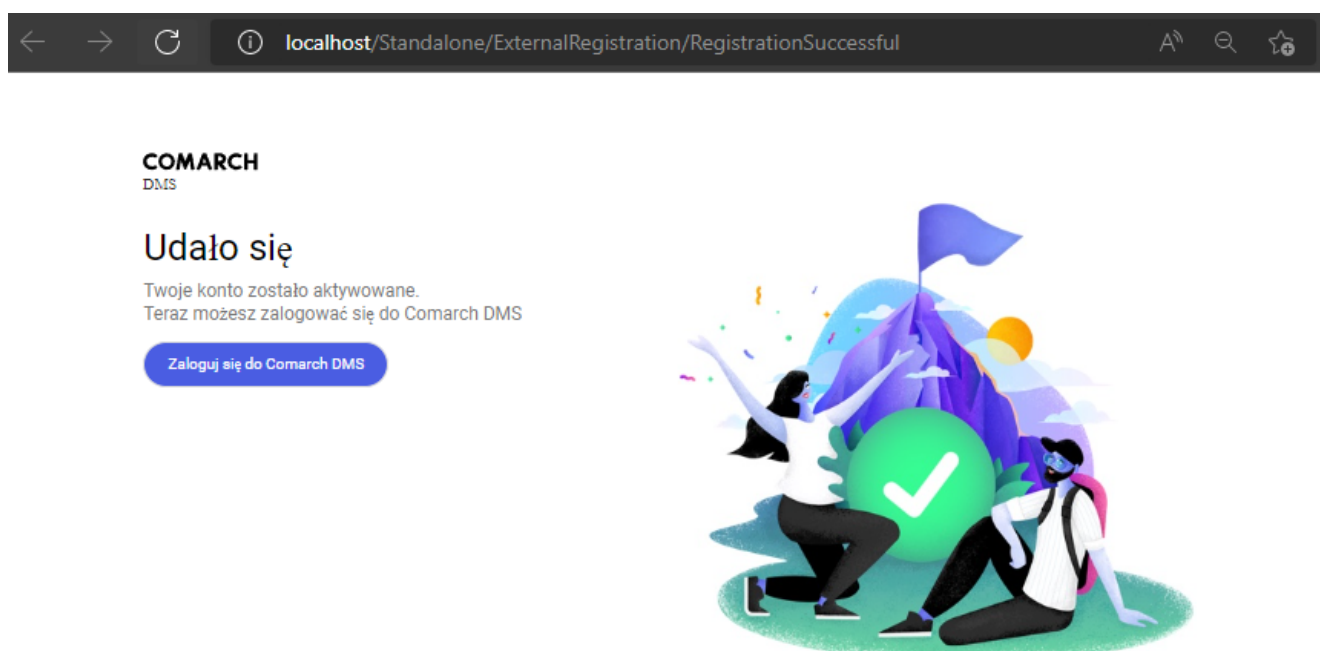 localhost/Standalone/ExternalRegistration/RegistrationSuccessful
COMARCH
DMS
Udało się
Twoje konto zostało aktywowane.
Teraz możesz zalogować się do Comarch DMS
Zaloguj się do Comarch DMS